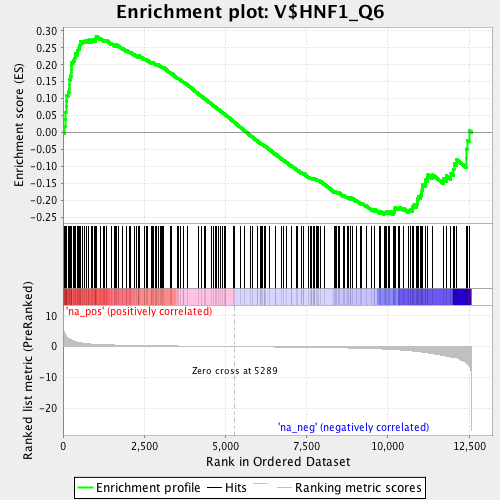 Enrichment plot: V$HNF1_Q6
Enrichment score (ES)
0.30
0.25
0.20
0.15
0.10
0.05
0.00
-0.05
-0.10
-0.15
-0.20
-0.25
Ranked list metric (PreRanked)
10
5
0
-5
-10
-20
'na_pos' (positively correlated)
Zero cross at 5289
'na_neg' (negatively correlated)
0
2,500
5,000
7,500
10,000
12,500
Rank in Ordered Dataset
Enrichment profile
Hits
Ranking metric scores